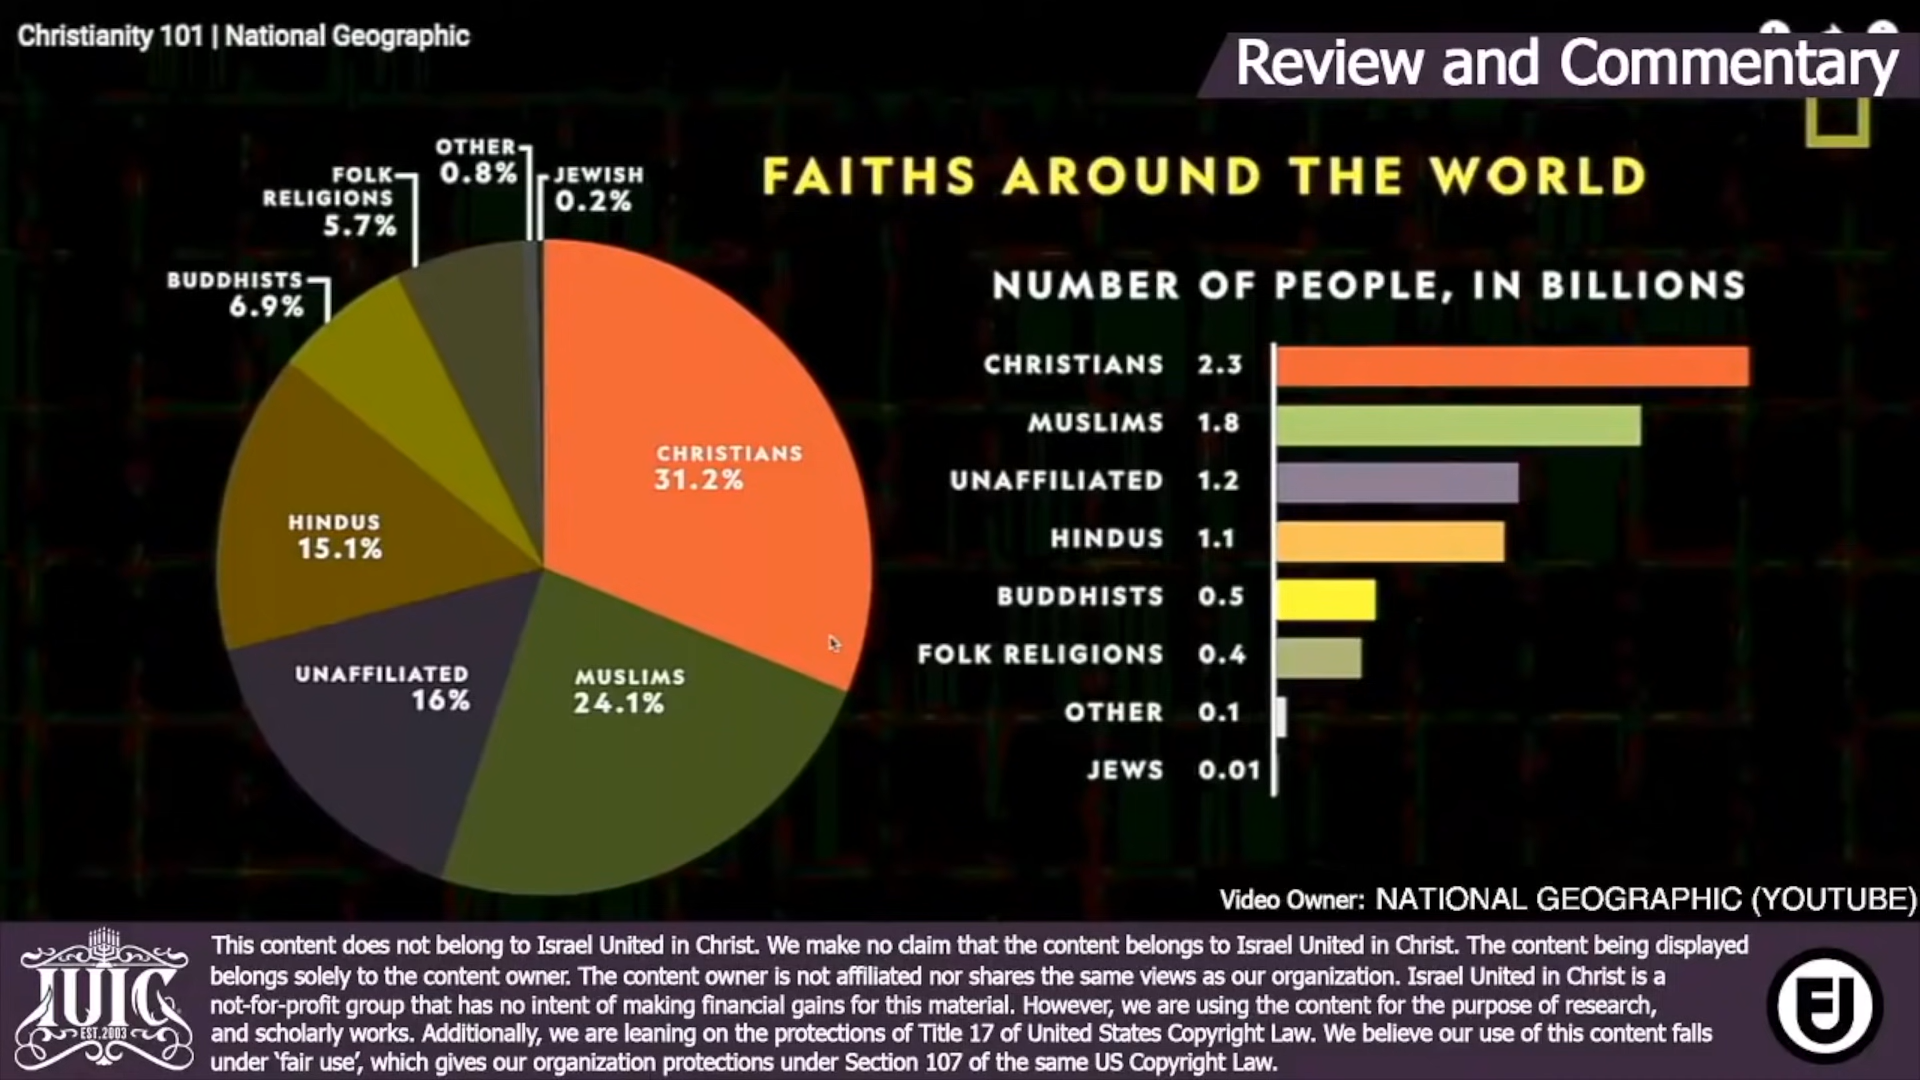 Christianity 101 | National Geographic
Review and Commentary
FAITHS AROUND THE WORLD
OTHER
0.8%
JEWISH
0.2%
FOLK
RELIGIONS
5.7%
BUDDHISTS
6.9%
CHRISTIANS
31.2%
HINDUS
15.1%
UNAFFILIATED
16%
MUSLIMS
24.1%
NUMBER OF PEOPLE, IN BILLIONS
CHRISTIANS 2.3
MUSLIMS 1.8
UNAFFILIATED 1.2
HINDUS 1.1
BUDDHISTS 0.5
FOLK RELIGIONS 0.4
OTHER 0.1
JEWS 0.01
Video Owner: NATIONAL GEOGRAPHIC (YOUTUBE)
IUIC
EST. 2003
This content does not belong to Israel United in Christ. We make no claim that the content belongs to Israel United in Christ. The content being displayed
belongs solely to the content owner. The content owner is not affiliated nor shares the same views as our organization. Israel United in Christ is a
not-for-profit group that has no intent of making financial gains for this material. However, we are using the content for the purpose of research,
and scholarly works. Additionally, we are leaning on the protections of Title 17 of United States Copyright Law. We believe our use of this content falls
under 'fair use', which gives our organization protections under Section 107 of the same US Copyright Law.